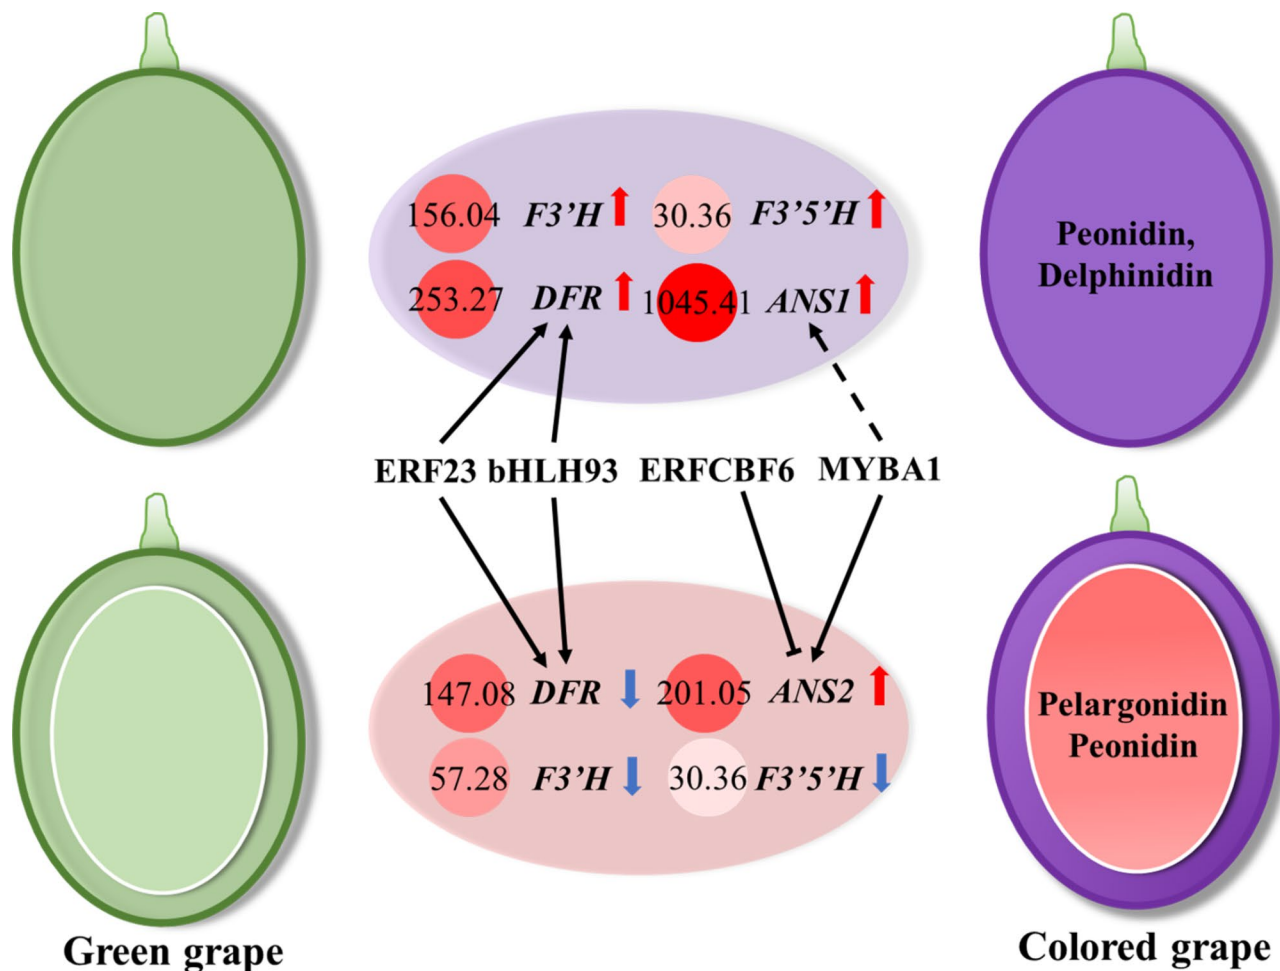 156.04 F3’H 30.36 F3’5’H
Peonidin,
Delphinidin
253.27 DFR 1045.41 ANS1
ERF23 bHLH93 ERFCBF6 MYBA1
147.08 DFR 201.05 ANS2
57.28 F3’H 30.36 F3’5’H
Pelargonidin
Peonidin
Green grape
Colored grape